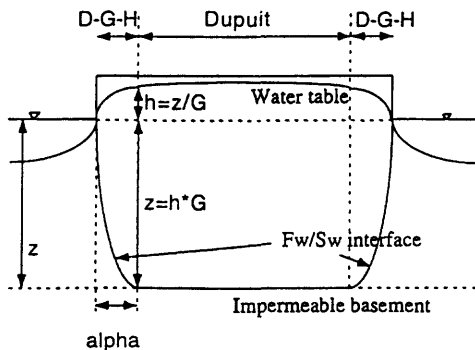 D-G-H Dupuit D-G-H
h=z/G
Water table
z=h*G
z
Fw/Sw interface
Impermeable basement
alpha